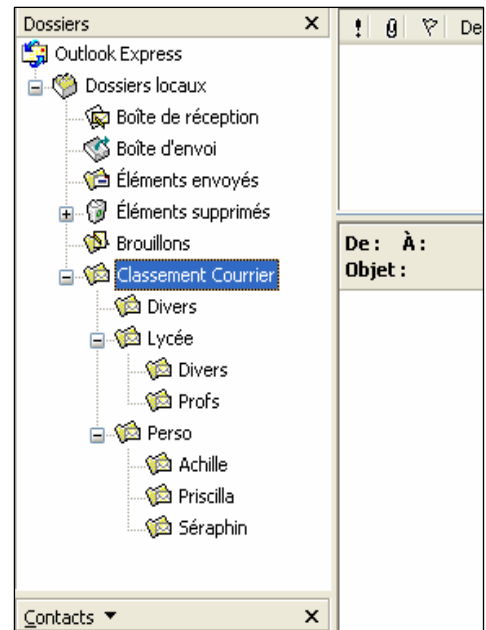 Dossiers
Outlook Express
Dossiers locaux
Boîte de réception
Boîte d'envoi
Éléments envoyés
Éléments supprimés
Brouillons
Classement Courrier
Divers
Lycée
Divers
Profs
Perso
Achille
Priscilla
Séraphin
Contacts
! De
De : À :
Objet :